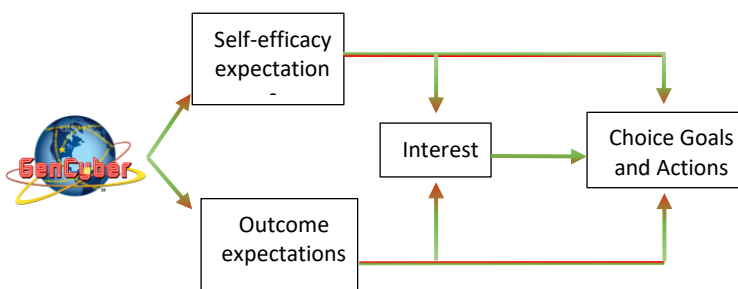 Self-efficacy
expectation
GenCyber
Interest
Choice Goals
and Actions
Outcome
expectations